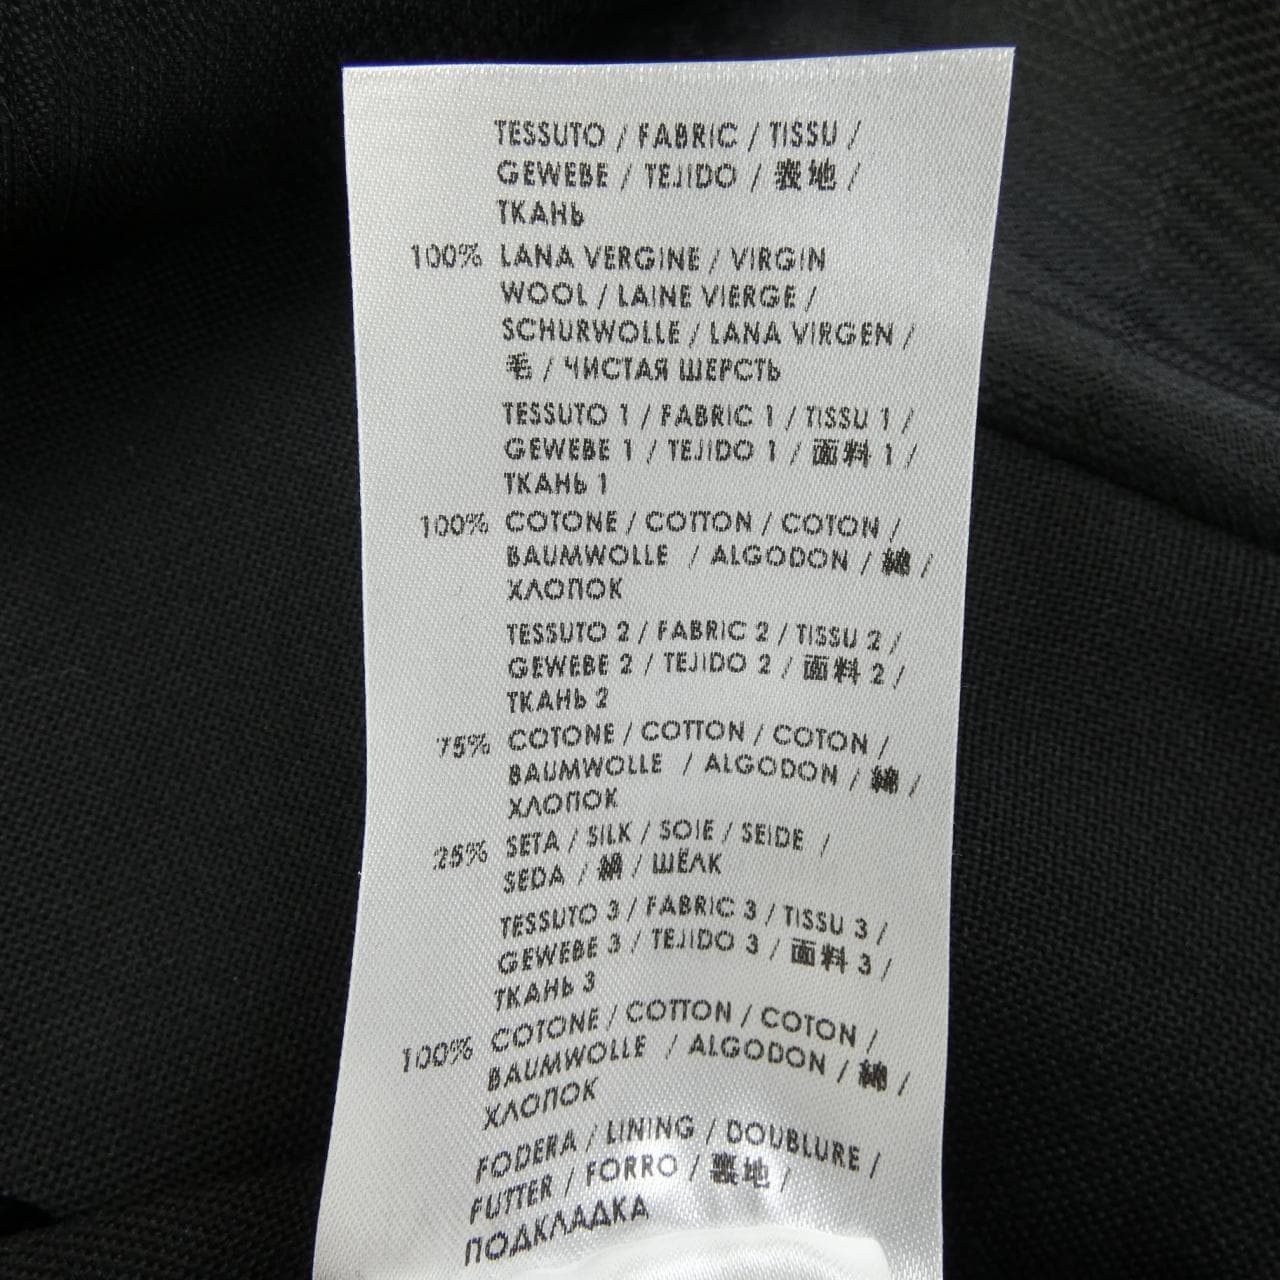 TESSUTO / FABRIC / TISSU /
GEWEBE / TEJIDO / 表地 /
ТКАНЬ
100% LANA VERGINE / VIRGIN
WOOL / LAINE VIERGE /
SCHURWOLLE / LANA VIRGEN /
毛 / ЧИСТАЯ ШЕРСТЬ
TESSUTO 1 / FABRIC 1 / TISSU 1 /
GEWEBE 1 / TEJIDO 1 / 面料 1 /
ТКАНЬ 1
100% COTONE / COTTON / COTON /
BAUMWOLLE / ALGODON / 綿 /
ХЛОПОК
TESSUTO 2 / FABRIC 2 / TISSU 2 /
GEWEBE 2 / TEJIDO 2 / 面料 2 /
ТКАНЬ 2
75% COTONE / COTTON / COTON /
BAUMWOLLE / ALGODON / 綿 /
ХЛОПОК
25% SETA / SILK / SOIE / SEIDE /
SEDA / 絹 / ШЁЛК
TESSUTO 3 / FABRIC 3 / TISSU 3 /
GEWEBE 3 / TEJIDO 3 / 面料 3 /
ТКАНЬ 3
100% COTONE / COTTON / COTON /
BAUMWOLLE / ALGODON / 綿 /
ХЛОПОК
FODERA / LINING / DOUBLURE /
FUTTER / FORRO / 裏地 /
ПОДКЛАДКА